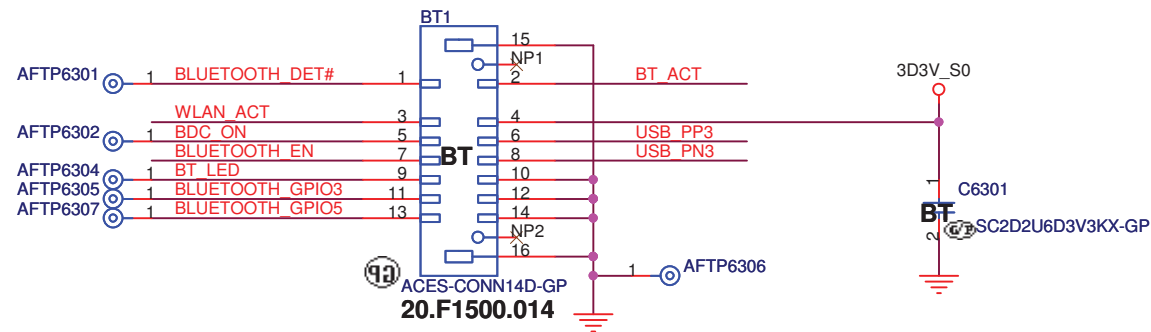 BT1
15
NP1
AFTP6301 1 BLUETOOTH_DET# 1 2 BT_ACT
3D3V_S0
WLAN_ACT 3 4
AFTP6302 1 BDC_ON 5 6 USB_PP3
BLUETOOTH_EN 7 BT 8 USB_PN3
AFTP6304 1 BT_LED 9 10
AFTP6305 1 BLUETOOTH_GPIO3 11 12
AFTP6307 1 BLUETOOTH_GPIO5 13 14
NP2
16
1 AFTP6306
1 C6301
BT
2 G/P SC2D2U6D3V3KX-GP
GP ACES-CONN14D-GP
20.F1500.014